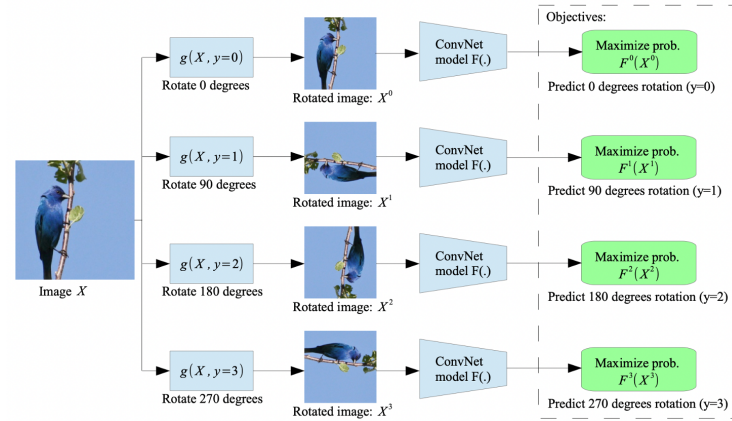 Objectives:
g(X, y=0)
Rotate 0 degrees
Rotated image: X⁰
ConvNet
model F(.)
Maximize prob.
F⁰(X⁰)
Predict 0 degrees rotation (y=0)
g(X, y=1)
Rotate 90 degrees
Rotated image: X¹
ConvNet
model F(.)
Maximize prob.
F¹(X¹)
Predict 90 degrees rotation (y=1)
Image X
g(X, y=2)
Rotate 180 degrees
Rotated image: X²
ConvNet
model F(.)
Maximize prob.
F²(X²)
Predict 180 degrees rotation (y=2)
g(X, y=3)
Rotate 270 degrees
Rotated image: X³
ConvNet
model F(.)
Maximize prob.
F³(X³)
Predict 270 degrees rotation (y=3)